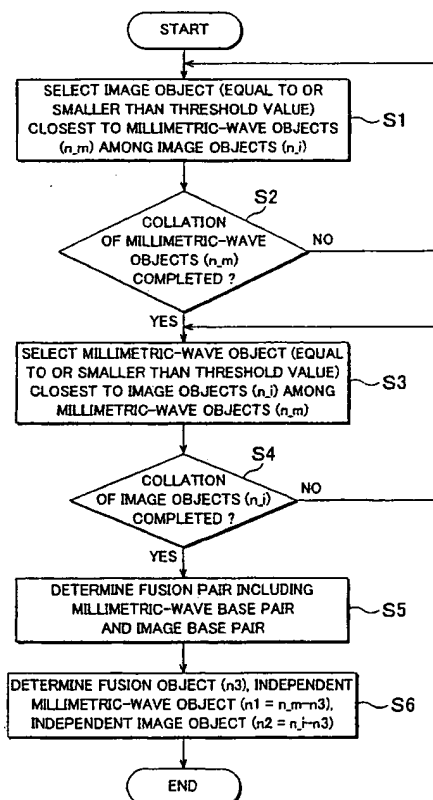 START
SELECT IMAGE OBJECT (EQUAL TO OR
SMALLER THAN THRESHOLD VALUE)
CLOSEST TO MILLIMETRIC-WAVE OBJECTS
(n_m) AMONG IMAGE OBJECTS (n_i)
S1
S2
COLLATION
OF MILLIMETRIC-WAVE
OBJECTS (n_m)
COMPLETED ?
NO
YES
SELECT MILLIMETRIC-WAVE OBJECT (EQUAL
TO OR SMALLER THAN THRESHOLD VALUE)
CLOSEST TO IMAGE OBJECTS (n_i) AMONG
MILLIMETRIC-WAVE OBJECTS (n_m)
S3
S4
COLLATION
OF IMAGE OBJECTS (n_i)
COMPLETED ?
NO
YES
DETERMINE FUSION PAIR INCLUDING
MILLIMETRIC-WAVE BASE PAIR
AND IMAGE BASE PAIR
S5
DETERMINE FUSION OBJECT (n3), INDEPENDENT
MILLIMETRIC-WAVE OBJECT (n1 = n_m-n3),
INDEPENDENT IMAGE OBJECT (n2 = n_i-n3)
S6
END